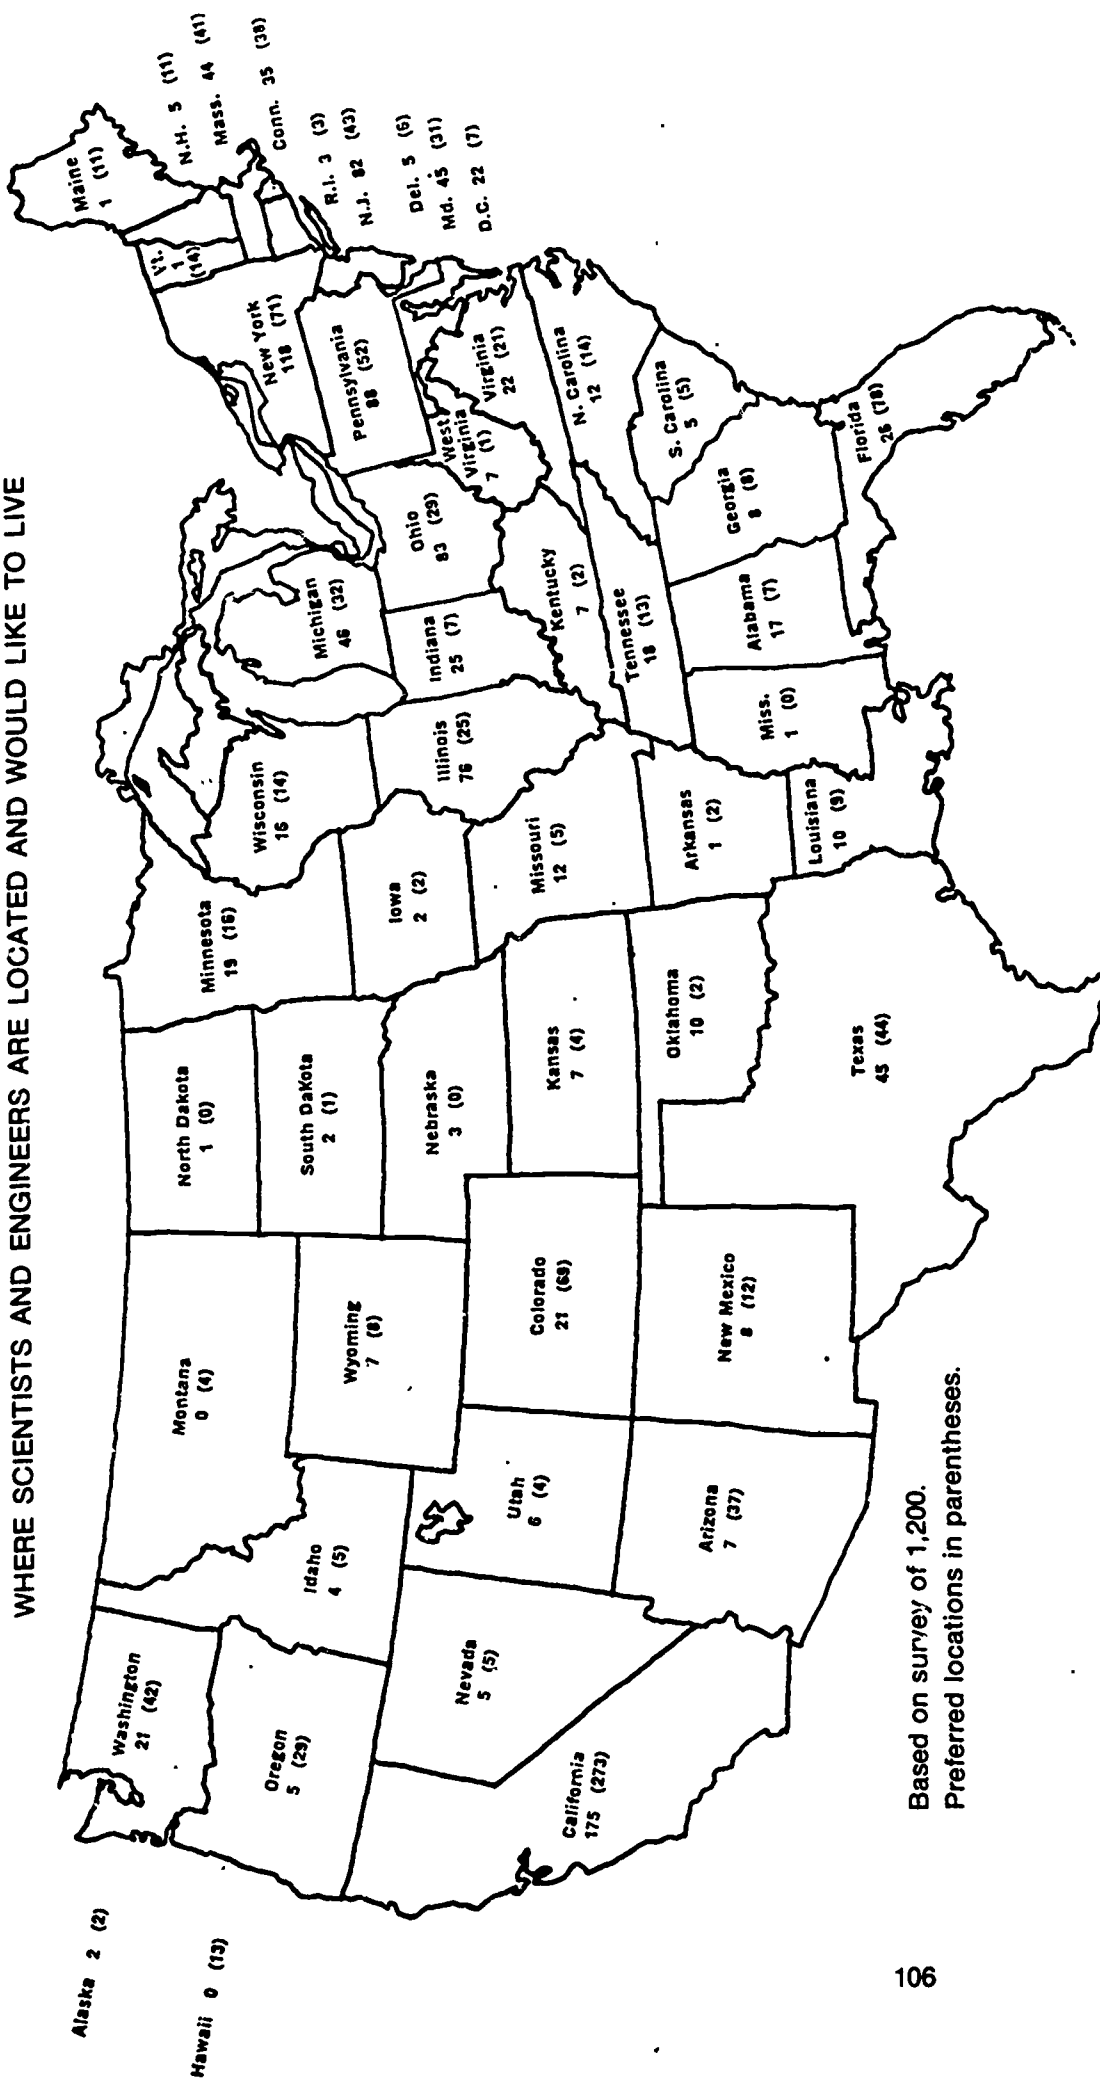 WHERE SCIENTISTS AND ENGINEERS ARE LOCATED AND WOULD LIKE TO LIVE
Alaska 2 (2)
Hawaii 0 (13)
Washington
21 (42)
Oregon
5 (29)
California
175 (273)
Nevada
5 (5)
Idaho
4 (5)
Montana
0 (4)
Wyoming
7 (8)
Utah
6 (4)
Arizona
7 (37)
Colorado
21 (69)
New Mexico
8 (12)
North Dakota
1 (0)
South Dakota
2 (1)
Nebraska
3 (0)
Kansas
7 (4)
Oklahoma
10 (2)
Texas
45 (44)
Minnesota
19 (16)
Iowa
2 (2)
Missouri
12 (5)
Arkansas
1 (2)
Louisiana
10 (9)
Wisconsin
16 (14)
Illinois
76 (25)
Michigan
46 (32)
Indiana
25 (7)
Ohio
83 (29)
Kentucky
7 (2)
Tennessee
18 (13)
Miss.
1 (0)
Alabama
17 (7)
Georgia
8 (8)
Florida
26 (78)
S. Carolina
5 (5)
N. Carolina
12 (14)
Virginia
22 (21)
West
Virginia
7 (1)
Pennsylvania
88 (52)
New York
118 (71)
Vt.
1
(14)
Maine
1 (11)
N.H. 5 (11)
Mass. 44 (41)
Conn. 35 (38)
R.I. 3 (3)
N.J. 82 (43)
Del. 5 (6)
Md. 45 (31)
D.C. 22 (7)
Based on survey of 1,200.
Preferred locations in parentheses.
106